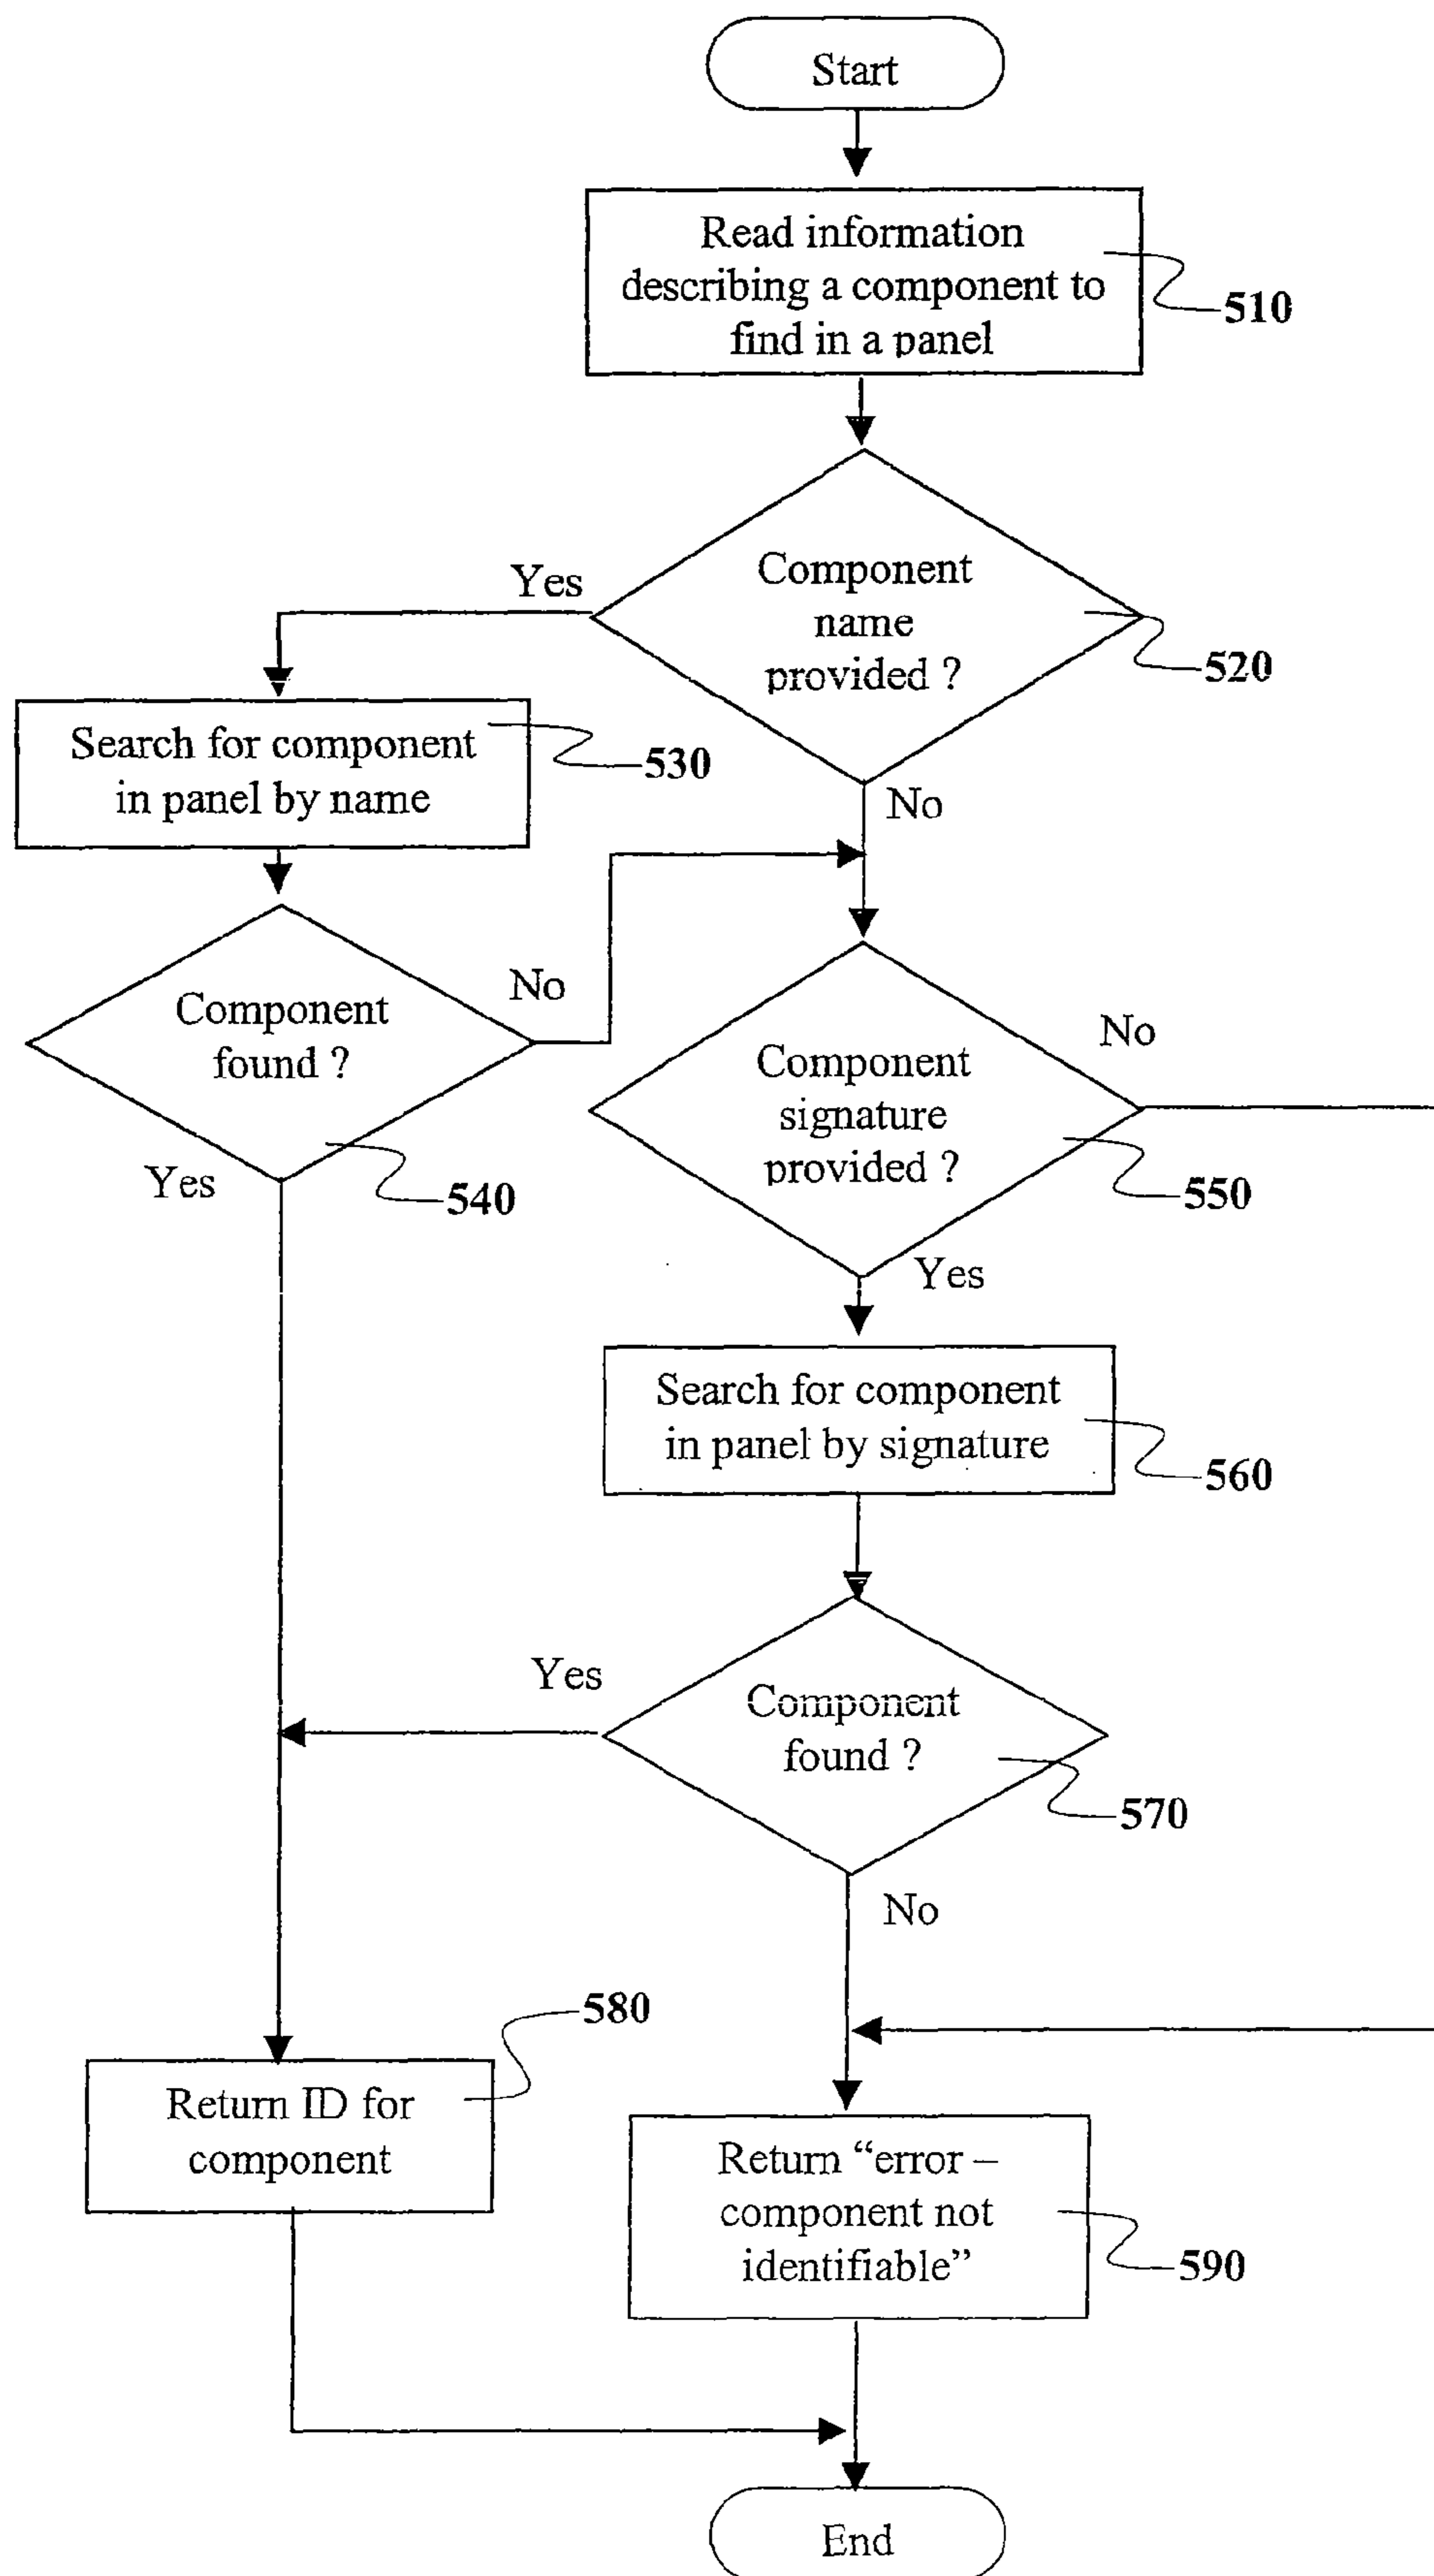 Start
Read information
describing a component to
find in a panel
510
Yes
Component
name
provided ?
520
Search for component
in panel by name
530
No
Component
found ?
No
540
Yes
Component
signature
provided ?
No
550
Yes
Search for component
in panel by signature
560
Yes
Component
found ?
570
No
580
Return ID for
component
Return “error –
component not
identifiable”
590
End